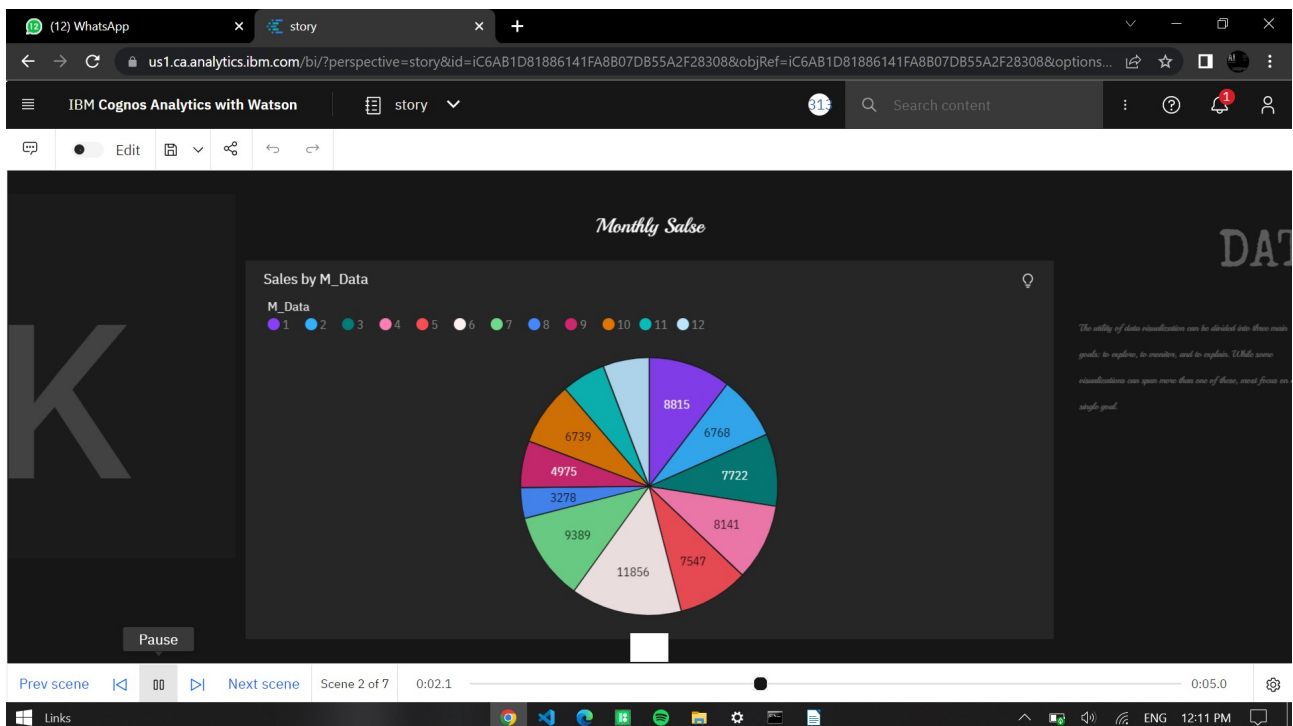 12 (12) WhatsApp
story
us1.ca.analytics.ibm.com/bi/?perspective=story&id=iC6AB1D81886141FA8B07DB55A2F28308&objRef=iC6AB1D81886141FA8B07DB55A2F28308&options...
IBM Cognos Analytics with Watson
story
313
Search content
1
Edit
Monthly Salse
K
DAT
Sales by M_Data
M_Data
1 2 3 4 5 6 7 8 9 10 11 12
8815
6768
7722
8141
7547
11856
9389
3278
4975
6739
The utility of data visualization can be divided into three main
goals: to explore, to monitor, and to explain. While some
visualizations can span more than one of these, most focus on
single goal.
Pause
Prev scene Next scene Scene 2 of 7 0:02.1 0:05.0
Links
ENG 12:11 PM